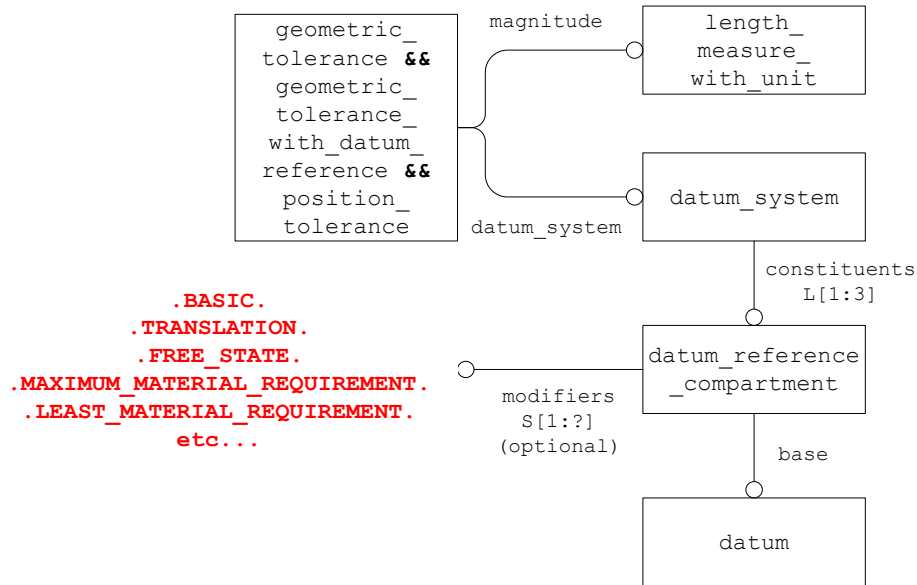 geometric_
tolerance &&
geometric_
tolerance_
with_datum_
reference &&
position_
tolerance
magnitude
length_
measure_
with_unit
datum_system
datum_system
constituents
L[1:3]
.BASIC.
.TRANSLATION.
.FREE_STATE.
.MAXIMUM_MATERIAL_REQUIREMENT.
.LEAST_MATERIAL_REQUIREMENT.
etc...
modifiers
S[1:?]
(optional)
datum_reference
_compartment
base
datum